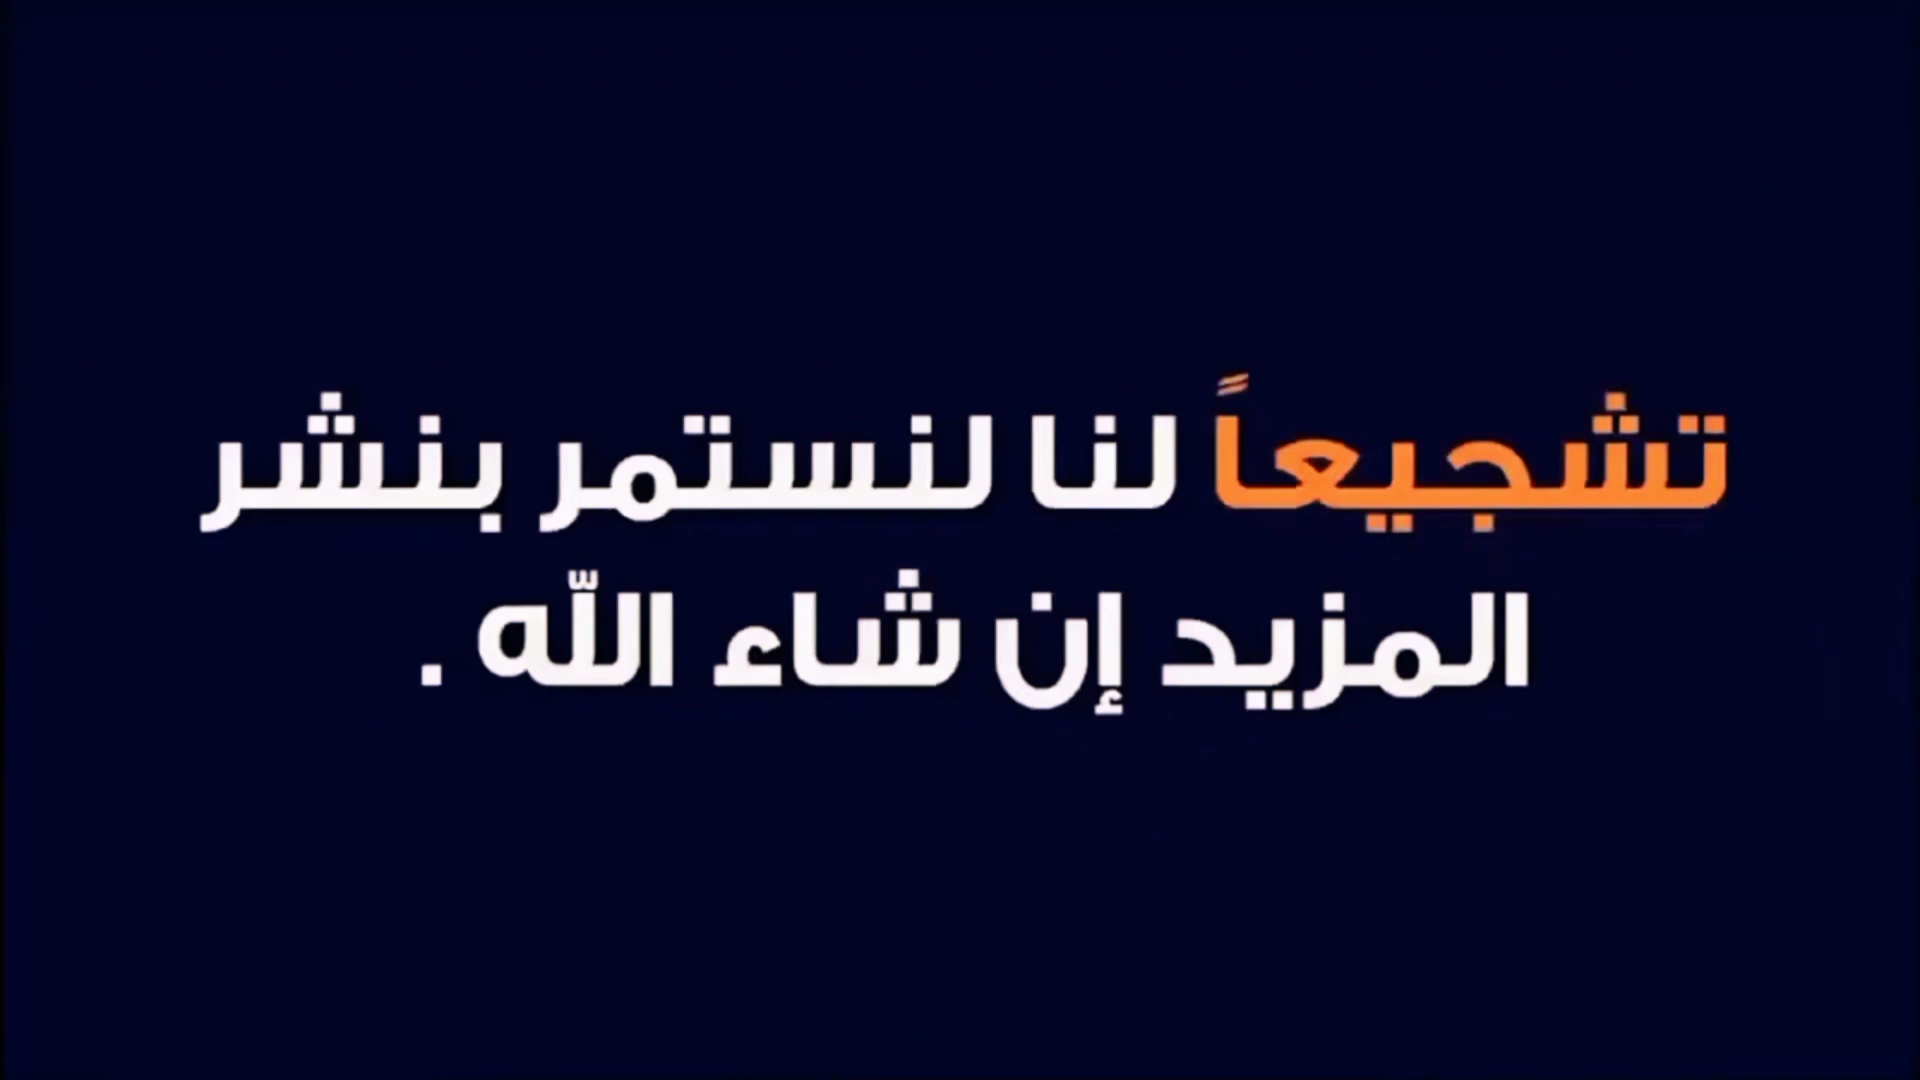 تشجيعاً لنا لنستمر بنشر
المزيد إن شاء اللّه .